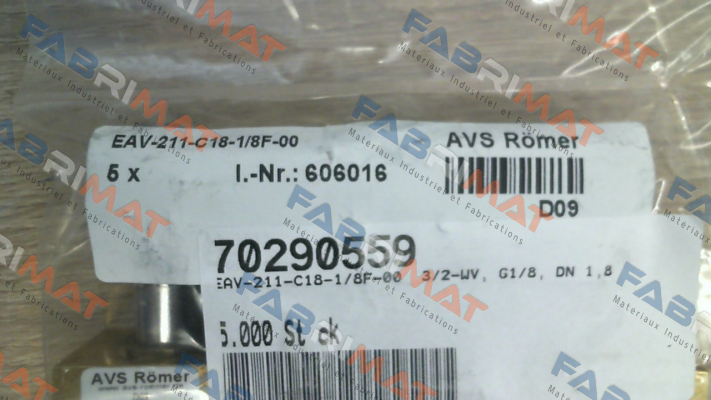 EAV-211-C18-1/8F-00
AVS Römer
5 x
I.-Nr.: 606016
D09
70290559
EAV-211-C18-1/8F-00 3/2-WV, G1/8, DN 1,8
5.000 St ck
AVS Römer
FABRIMAT
Matériaux Industriel et Fabrications